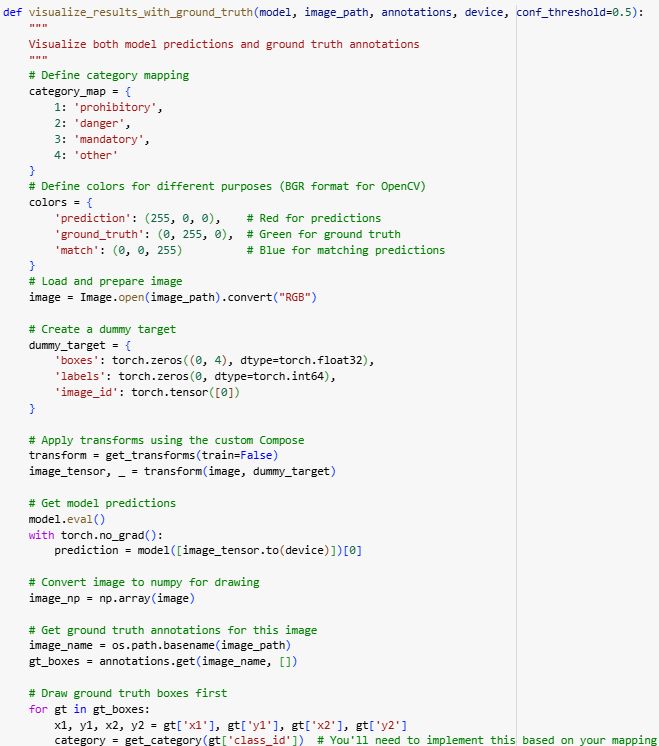 def visualize_results_with_ground_truth(model, image_path, annotations, device, conf_threshold=0.5):
    """
    Visualize both model predictions and ground truth annotations
    """
    # Define category mapping
    category_map = {
        1: 'prohibitory',
        2: 'danger',
        3: 'mandatory',
        4: 'other'
    }
    # Define colors for different purposes (BGR format for OpenCV)
    colors = {
        'prediction': (255, 0, 0),    # Red for predictions
        'ground_truth': (0, 255, 0),  # Green for ground truth
        'match': (0, 0, 255)          # Blue for matching predictions
    }
    # Load and prepare image
    image = Image.open(image_path).convert("RGB")

    # Create a dummy target
    dummy_target = {
        'boxes': torch.zeros((0, 4), dtype=torch.float32),
        'labels': torch.zeros(0, dtype=torch.int64),
        'image_id': torch.tensor([0])
    }

    # Apply transforms using the custom Compose
    transform = get_transforms(train=False)
    image_tensor, _ = transform(image, dummy_target)

    # Get model predictions
    model.eval()
    with torch.no_grad():
        prediction = model([image_tensor.to(device)])[0]

    # Convert image to numpy for drawing
    image_np = np.array(image)

    # Get ground truth annotations for this image
    image_name = os.path.basename(image_path)
    gt_boxes = annotations.get(image_name, [])

    # Draw ground truth boxes first
    for gt in gt_boxes:
        x1, y1, x2, y2 = gt['x1'], gt['y1'], gt['x2'], gt['y2']
        category = get_category(gt['class_id'])  # You'll need to implement this based on your mapping